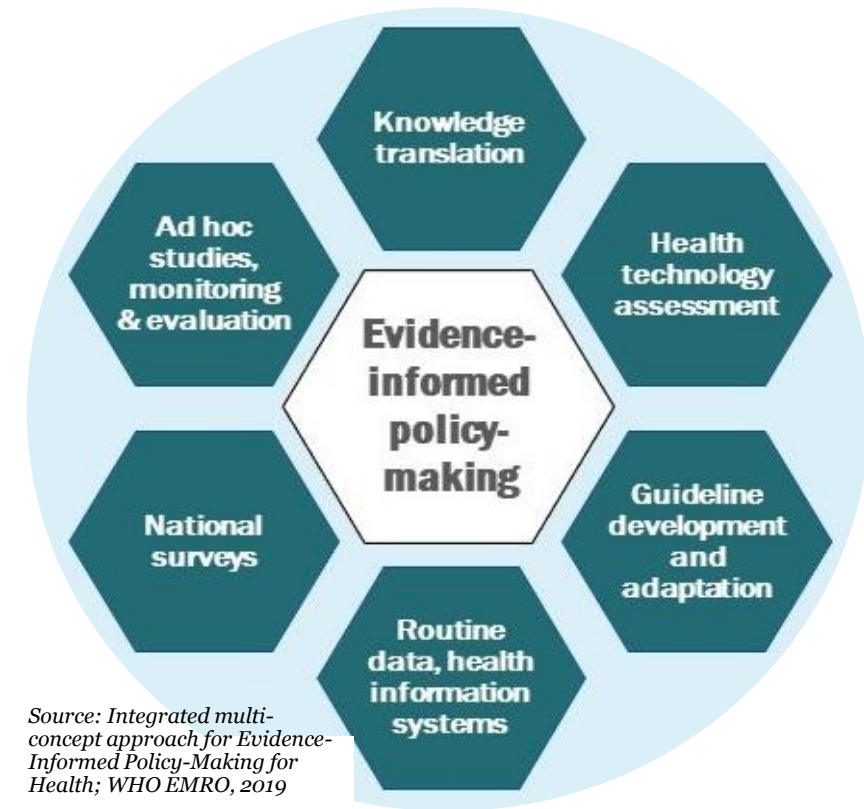 Knowledge
translation
Ad hoc
studies,
monitoring
& evaluation
Health
technology
assessment
Evidence-
informed
policy-
making
National
surveys
Guideline
development
and
adaptation
Routine
data, health
information
systems
Source: Integrated multi-
concept approach for Evidence-
Informed Policy-Making for
Health; WHO EMRO, 2019